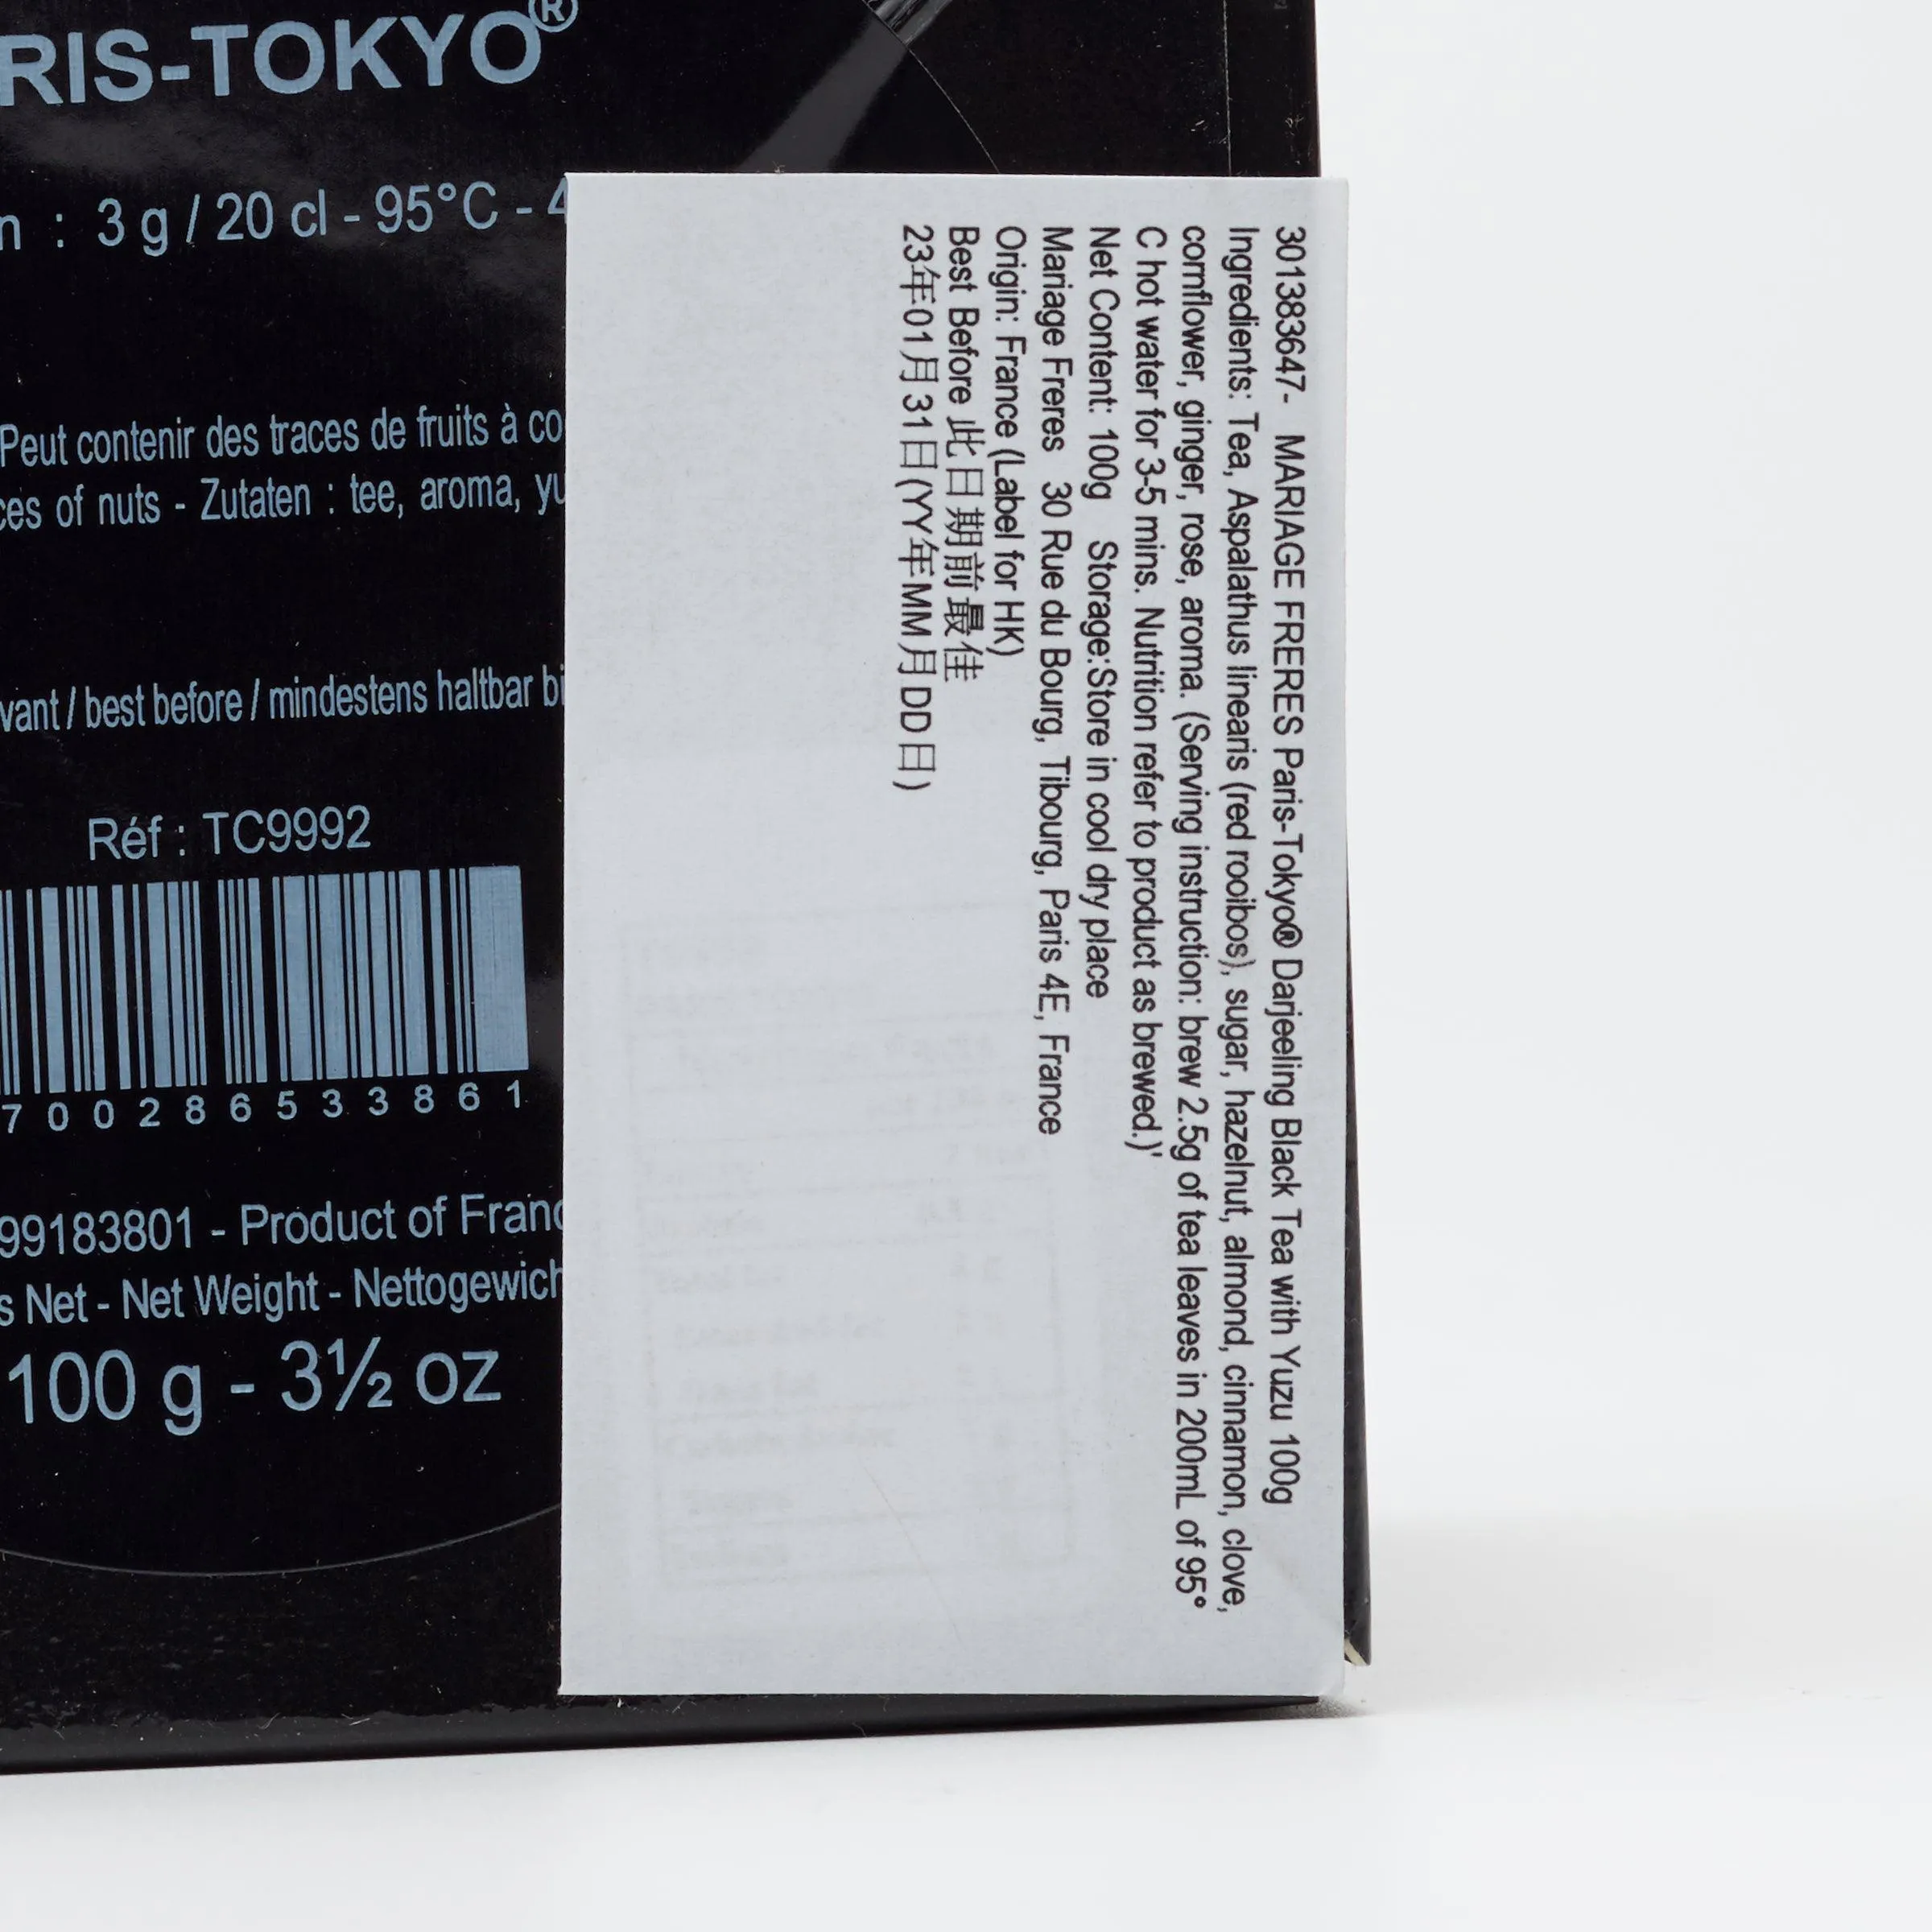 RIS-TOKYO®
n : 3 g / 20 cl - 95°C - 4
Peut contenir des traces de fruits à co
ces of nuts - Zutaten : tee, aroma, yu
vant / best before / mindestens haltbar bi
Réf : TC9992
7 0 0 2 8 6 5 3 3 8 6 1
99183801 - Product of Franc
s Net - Net Weight - Nettogewich
100 g - 3½ oz
301383647- MARIAGE FRERES Paris-Tokyo® Darjeeling Black Tea with Yuzu 100g
Ingredients: Tea, Aspalathus linearis (red rooibos), sugar, hazelnut, almond, cinnamon, clove,
cornflower, ginger, rose, aroma. (Serving instruction: brew 2.5g of tea leaves in 200mL of 95°
C hot water for 3-5 mins. Nutrition refer to product as brewed.)'
Net Content: 100g Storage:Store in cool dry place
Mariage Freres 30 Rue du Bourg, Tibourg, Paris 4E, France
Origin: France (Label for HK)
Best Before 此日期前最佳
23年01月31日(YY年MM月DD日)